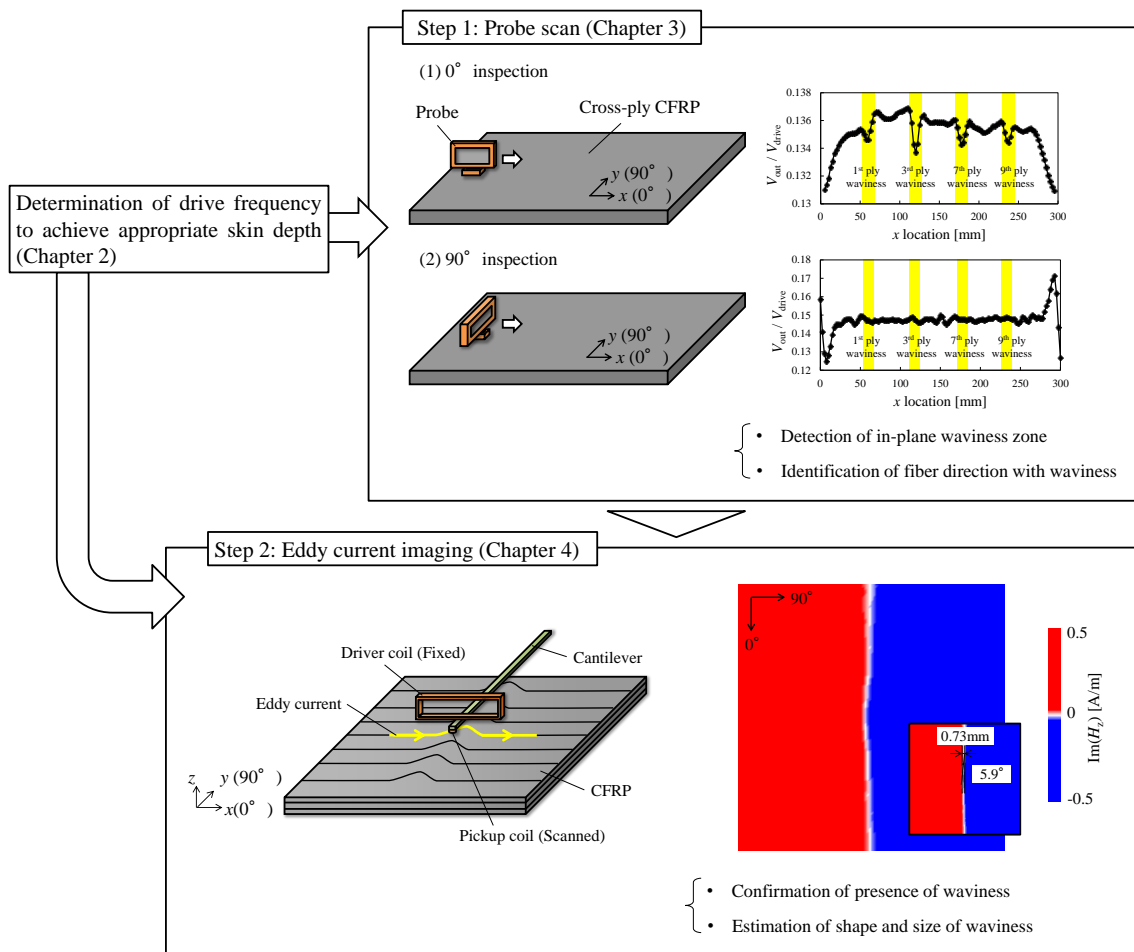 Step 1: Probe scan (Chapter 3)
(1) 0° inspection
Probe
Cross-ply CFRP
y (90°)
x (0°)
0.138
0.136
0.134
0.132
0.13
Vout / Vdrive
1st ply waviness
3rd ply waviness
7th ply waviness
9th ply waviness
0
50
100
150
200
250
300
x location [mm]
Determination of drive frequency
to achieve appropriate skin depth
(Chapter 2)
(2) 90° inspection
y (90°)
x (0°)
0.18
0.17
0.16
0.15
0.14
0.13
0.12
Vout / Vdrive
1st ply waviness
3rd ply waviness
7th ply waviness
9th ply waviness
0
50
100
150
200
250
300
x location [mm]
• Detection of in-plane waviness zone
• Identification of fiber direction with waviness
Step 2: Eddy current imaging (Chapter 4)
Driver coil (Fixed)
Cantilever
Eddy current
z
y (90°)
x(0°)
CFRP
Pickup coil (Scanned)
90°
0°
0.73mm
5.9°
0.5
0
-0.5
Im(Hz) [A/m]
• Confirmation of presence of waviness
• Estimation of shape and size of waviness